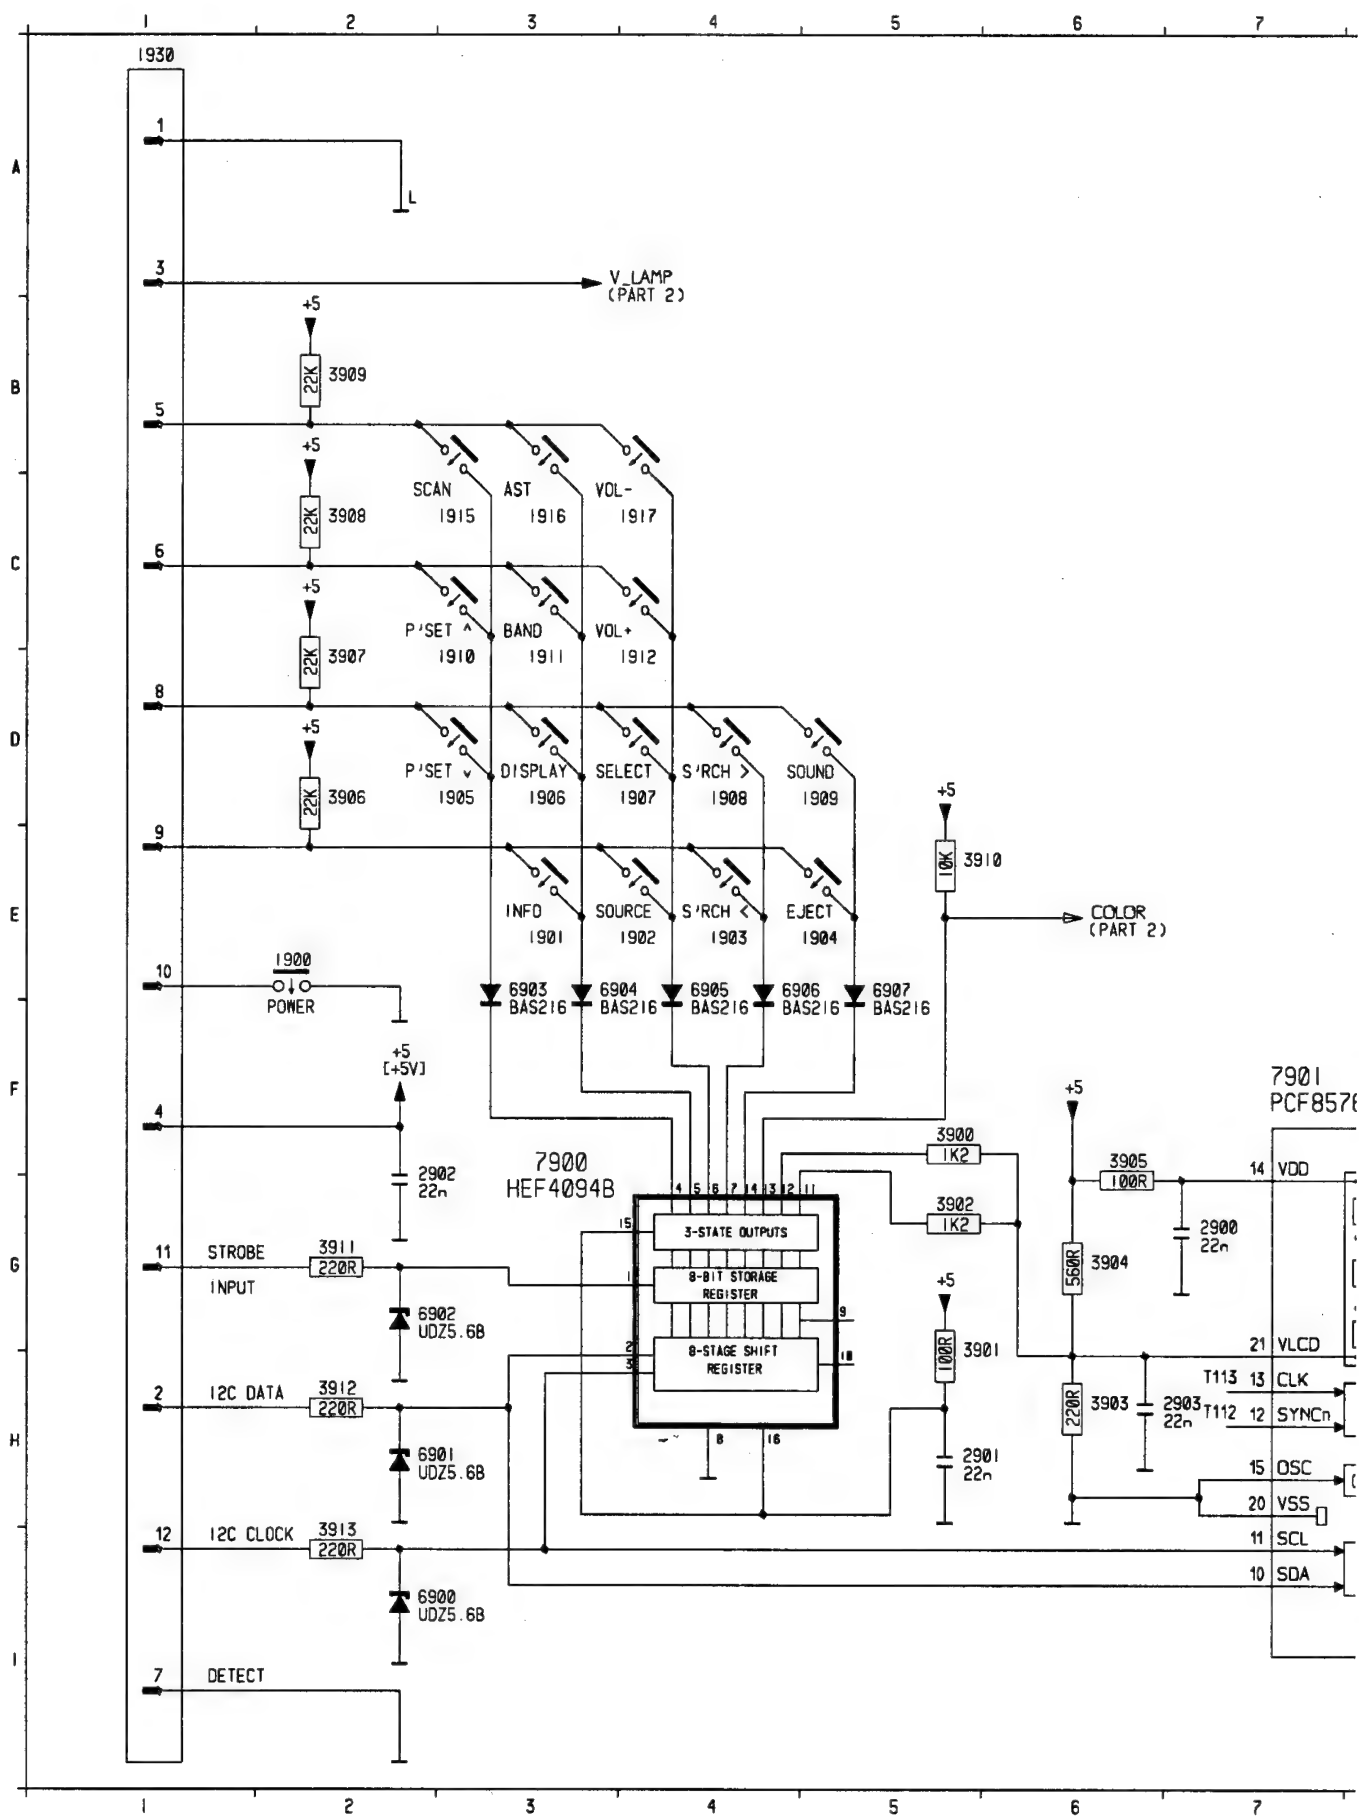 1 2 3 4 5 6 7
1930
1
A
L
3
V_LAMP
(PART 2)
+5
22K 3909
B
5
+5
SCAN AST VOL-
22K 3908
1915 1916 1917
6
C
+5
P'SET ^ BAND VOL+
22K 3907
1910 1911 1912
8
D
+5
P'SET v DISPLAY SELECT S'RCH > SOUND
22K 3906
1905 1906 1907 1908 1909
+5
9
10K 3910
E
INFO SOURCE S'RCH < EJECT
1901 1902 1903 1904
COLOR
(PART 2)
1900
10
POWER
6903 6904 6905 6906 6907
BAS216 BAS216 BAS216 BAS216 BAS216
+5
[+5V]
F
+5
7901
PCF8576
4
3900
1K2
2902
22n
7900
HEF4094B
4 5 6 7 14 13 12 11
3905
100R
14 VDD
3902
1K2
15
3-STATE OUTPUTS
2900
22n
G
11 STROBE
INPUT
3911
220R
1
8-BIT STORAGE
REGISTER
560R 3904
+5
6902
UDZ5.6B
9
2
3
8-STAGE SHIFT
REGISTER
10
100R 3901
21 VLCD
T113 13 CLK
2 I2C DATA
3912
220R
220R 3903
2903
22n
T112 12 SYNCn
H
8 16
6901
UDZ5.6B
2901
22n
15 OSC
20 VSS
12 I2C CLOCK
3913
220R
11 SCL
10 SDA
6900
UDZ5.6B
I
7 DETECT
1 2 3 4 5 6 7